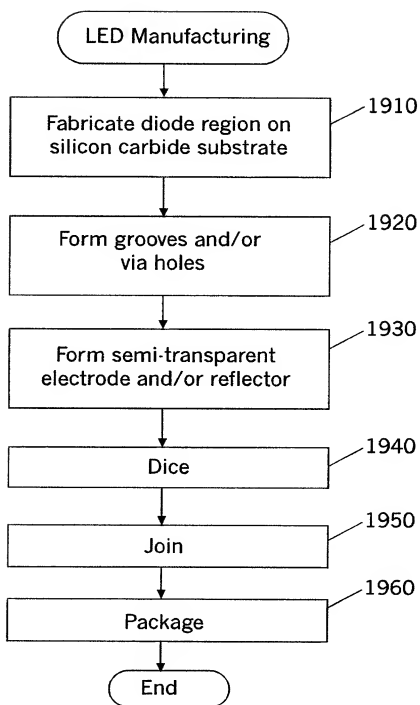 LED Manufacturing
1910
Fabricate diode region on
silicon carbide substrate
1920
Form grooves and/or
via holes
1930
Form semi-transparent
electrode and/or reflector
1940
Dice
1950
Join
1960
Package
End